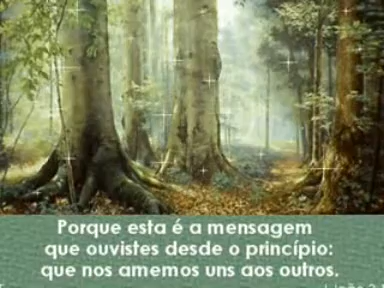 Porque esta é a mensagem
que ouvistes desde o princípio:
que nos amemos uns aos outros.